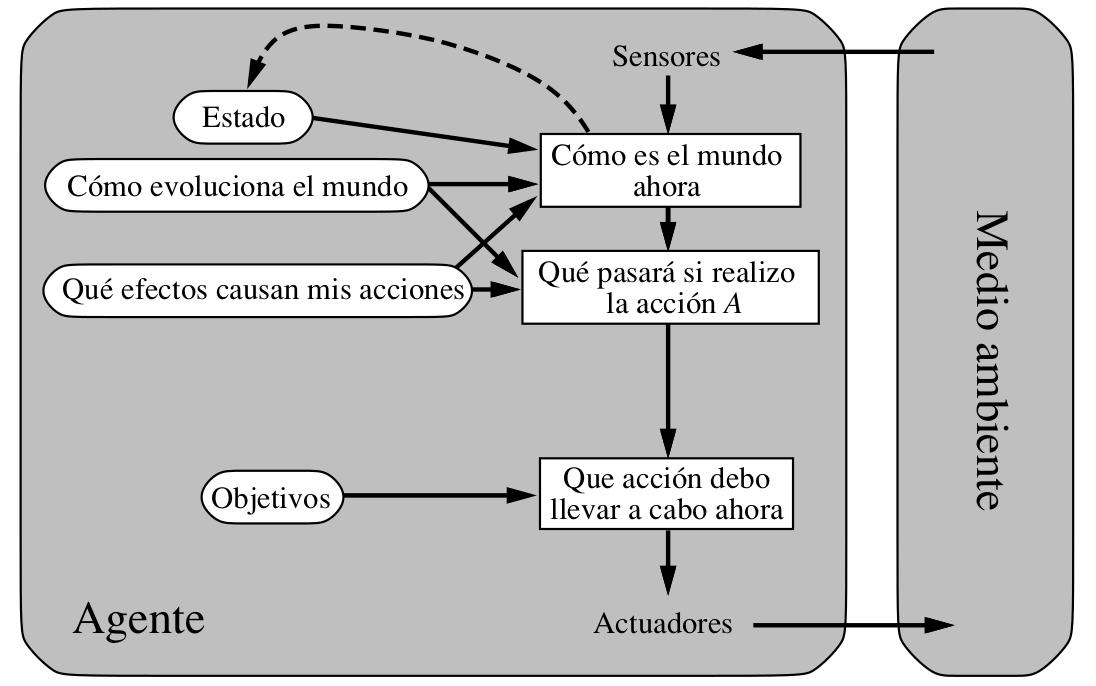 Sensores
Estado
Cómo es el mundo
ahora
Cómo evoluciona el mundo
Qué pasará si realizo
la acción A
Qué efectos causan mis acciones
Medio ambiente
Que acción debo
llevar a cabo ahora
Objetivos
Agente
Actuadores